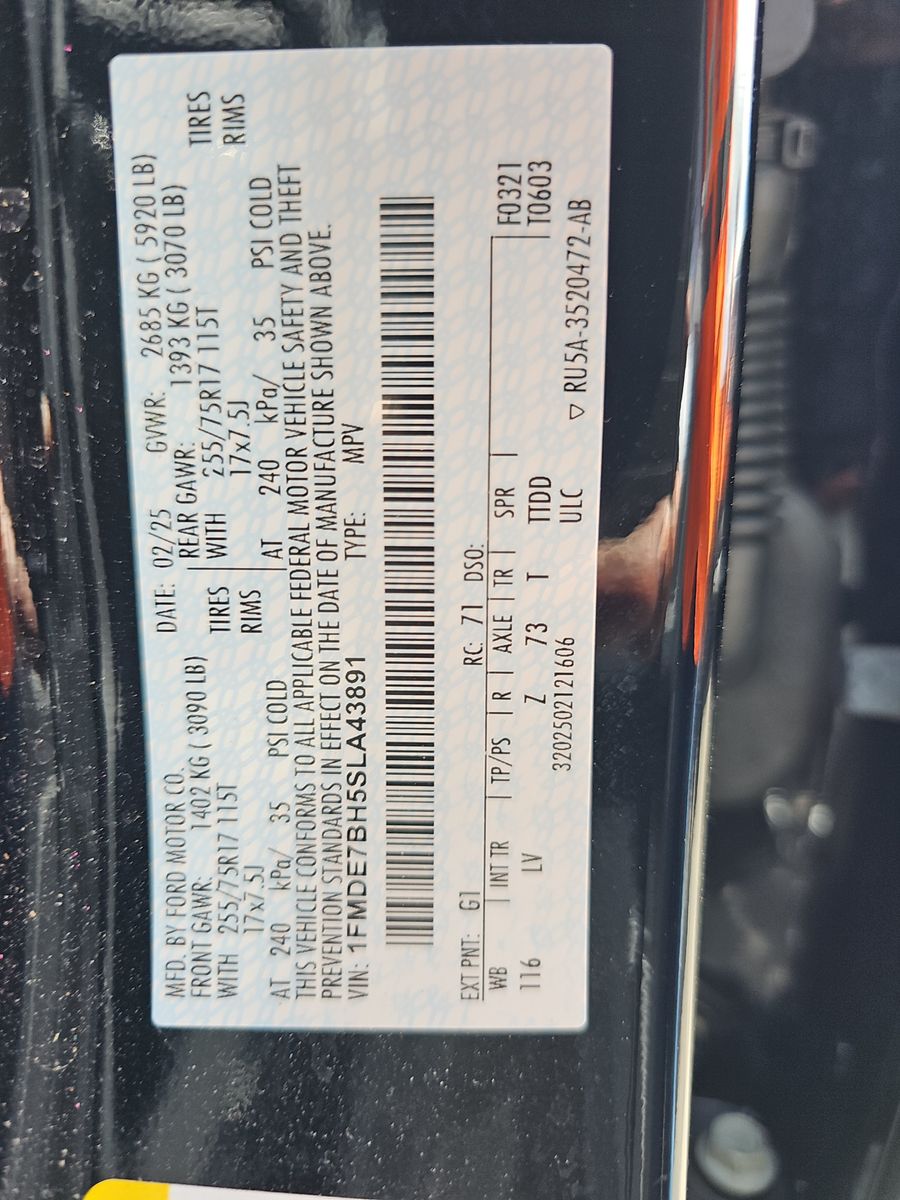 MFD. BY FORD MOTOR CO.
DATE: 02/25 GVWR: 2685 KG ( 5920 LB)
FRONT GAWR: 1402 KG ( 3090 LB) REAR GAWR: 1393 KG ( 3070 LB)
WITH 255/75R17 115T TIRES WITH 255/75R17 115T TIRES
17x7.5J RIMS 17x7.5J RIMS
AT 240 kPa/ 35 PSI COLD AT 240 kPa/ 35 PSI COLD
THIS VEHICLE CONFORMS TO ALL APPLICABLE FEDERAL MOTOR VEHICLE SAFETY AND THEFT
PREVENTION STANDARDS IN EFFECT ON THE DATE OF MANUFACTURE SHOWN ABOVE.
VIN: 1FMDE7BH5SLA43891 TYPE: MPV
EXT PNT: G1 RC: 71 DSO: F0321
WB INT TR TP/PS R AXLE TR SPR T0603
116 LV Z 73 T TTDD
3202502121606 ULC ▽ RU5A-3520472-AB